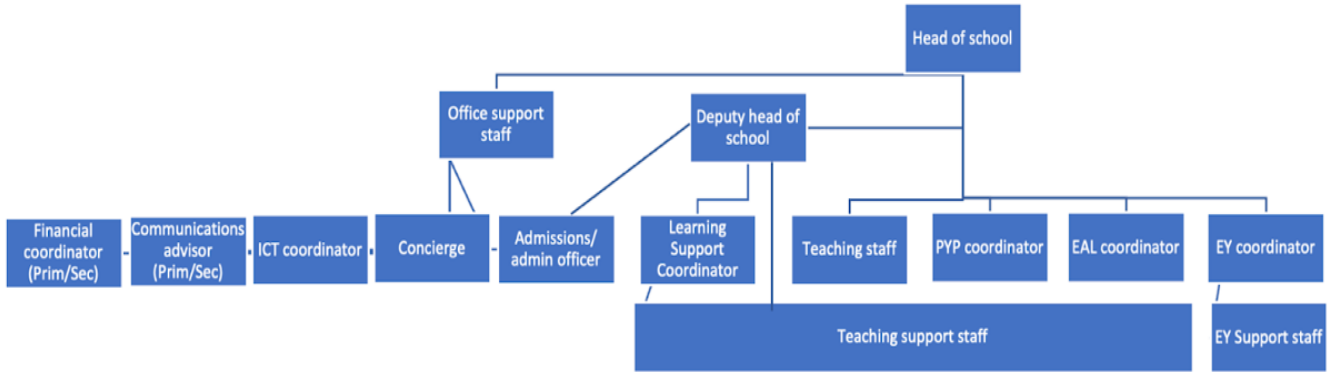 Head of school
Office support
staff
Deputy head of
school
Financial
coordinator
(Prim/Sec)
Communications
advisor
(Prim/Sec)
ICT coordinator
Concierge
Admissions/
admin officer
Learning
Support
Coordinator
Teaching staff
PYP coordinator
EAL coordinator
EY coordinator
Teaching support staff
EY Support staff